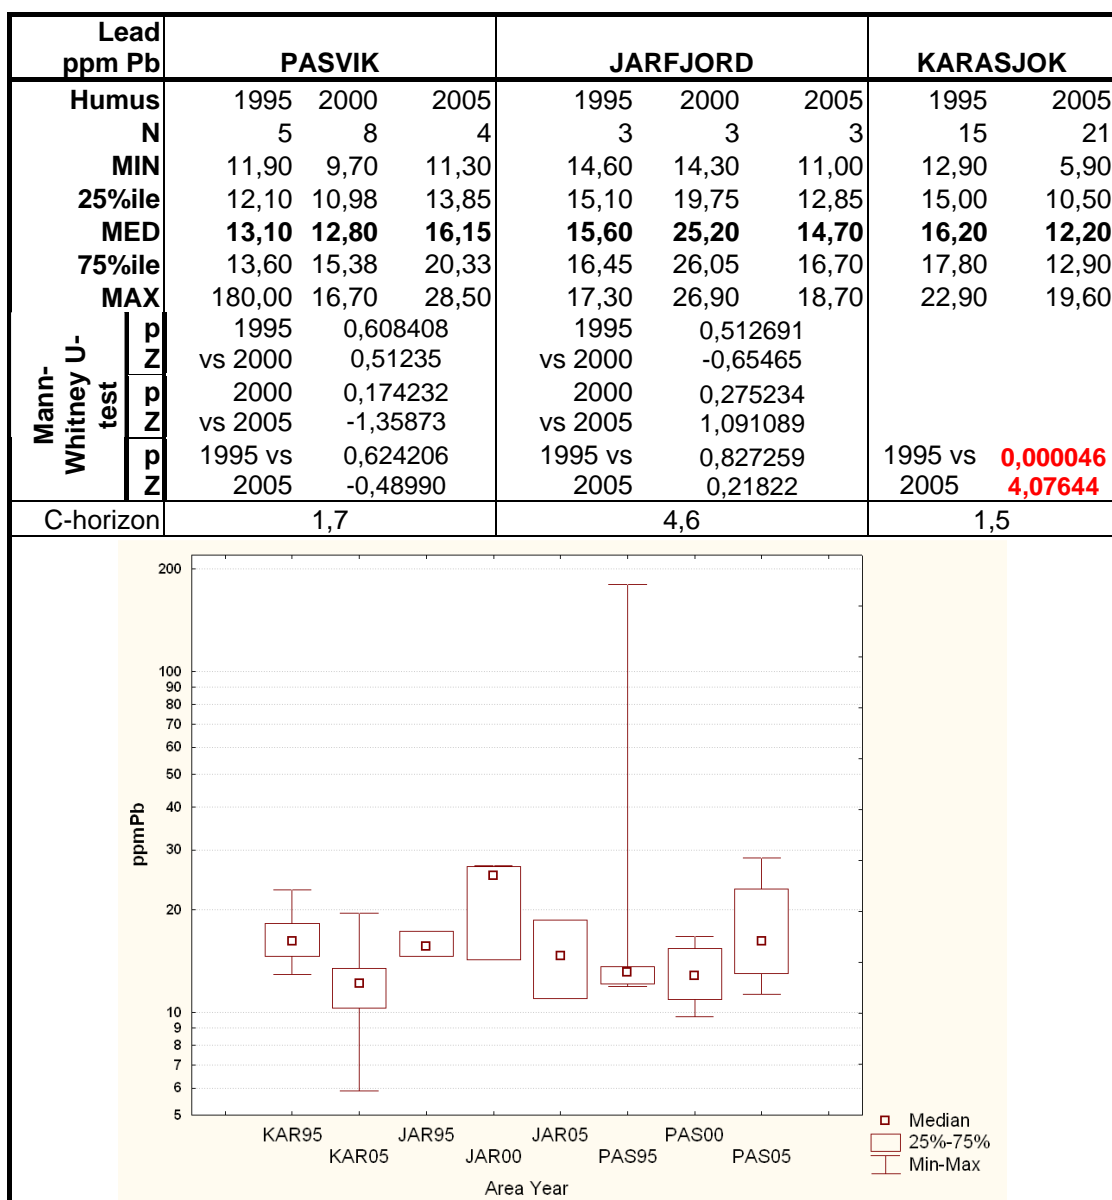 Lead
ppm Pb PASVIK JARFJORD KARASJOK
Humus 1995 2000 2005 1995 2000 2005 1995 2005
N 5 8 4 3 3 3 15 21
MIN 11,90 9,70 11,30 14,60 14,30 11,00 12,90 5,90
25%ile 12,10 10,98 13,85 15,10 19,75 12,85 15,00 10,50
MED 13,10 12,80 16,15 15,60 25,20 14,70 16,20 12,20
75%ile 13,60 15,38 20,33 16,45 26,05 16,70 17,80 12,90
MAX 180,00 16,70 28,50 17,30 26,90 18,70 22,90 19,60
Mann-
Whitney U-
test
p 1995 0,608408 1995 0,512691
Z vs 2000 0,51235 vs 2000 -0,65465
p 2000 0,174232 2000 0,275234
Z vs 2005 -1,35873 vs 2005 1,091089
p 1995 vs 0,624206 1995 vs 0,827259 1995 vs 0,000046
Z 2005 -0,48990 2005 0,21822 2005 4,07644
C-horizon 1,7 4,6 1,5
200
100
90
80
70
60
50
40
30
20
10
9
8
7
6
5
ppmPb
KAR95 JAR95 JAR05 PAS00
KAR05 JAR00 PAS95 PAS05
Area Year
Median
25%-75%
Min-Max